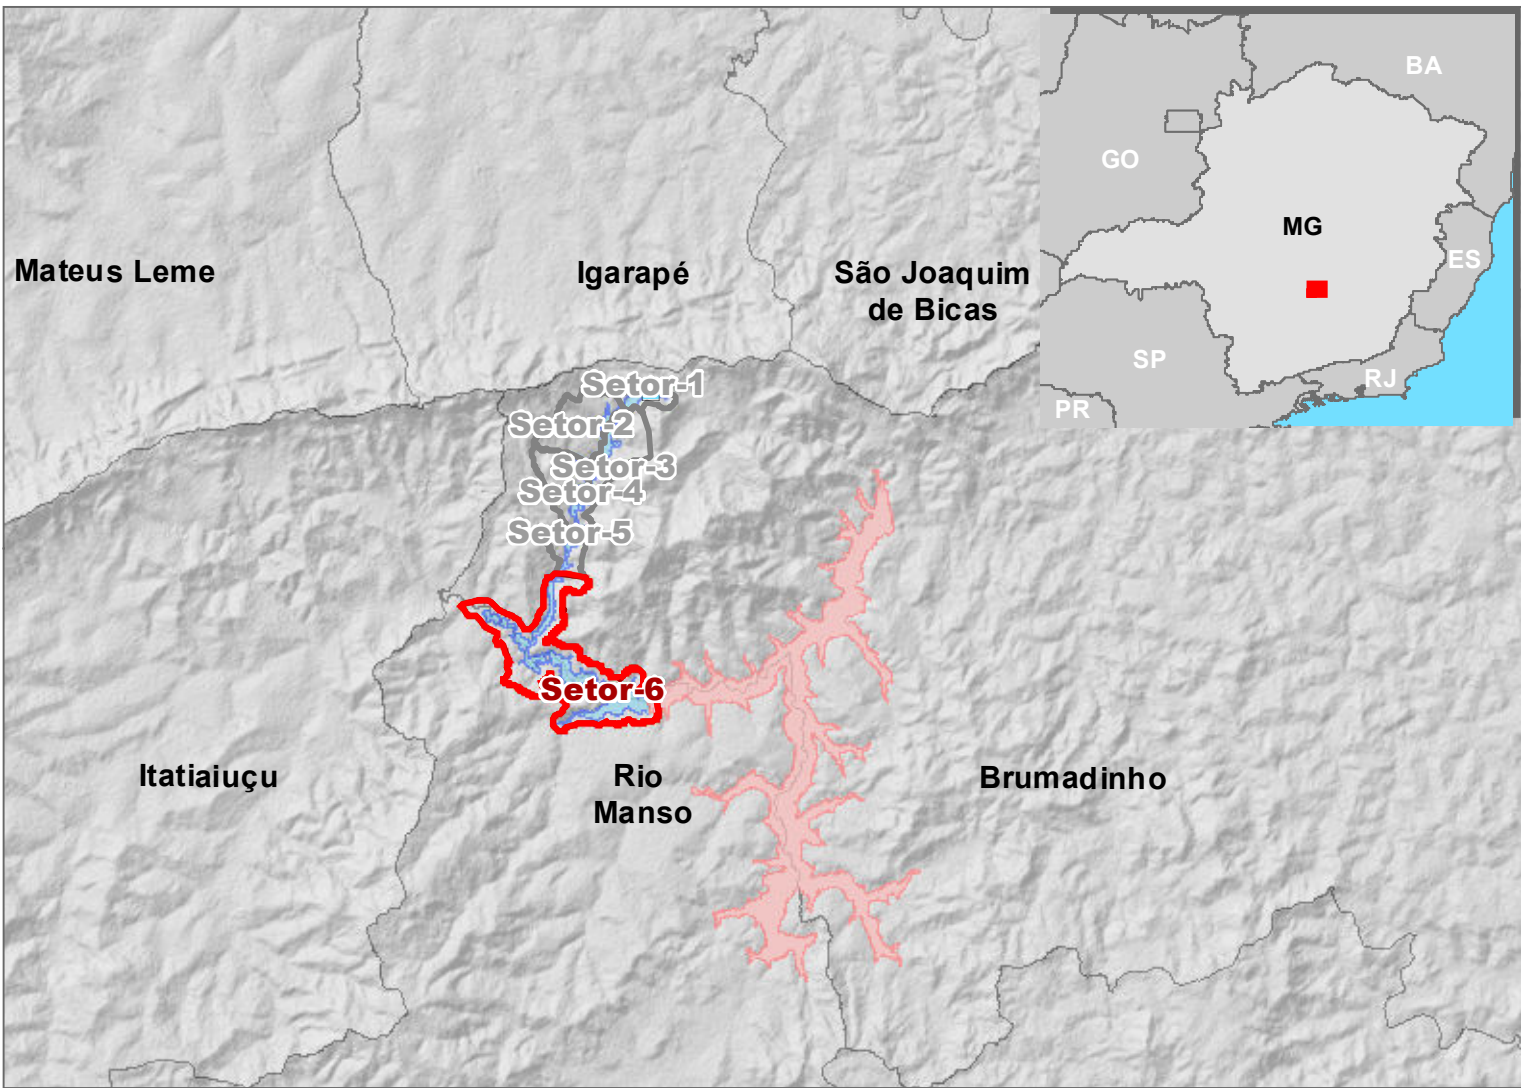 BA
GO
MG
ES
SP
RJ
PR
Mateus Leme
Igarapé
São Joaquim
de Bicas
Setor-1
Setor-2
Setor-3
Setor-4
Setor-5
Setor-6
Itatiaiuçu
Rio
Manso
Brumadinho